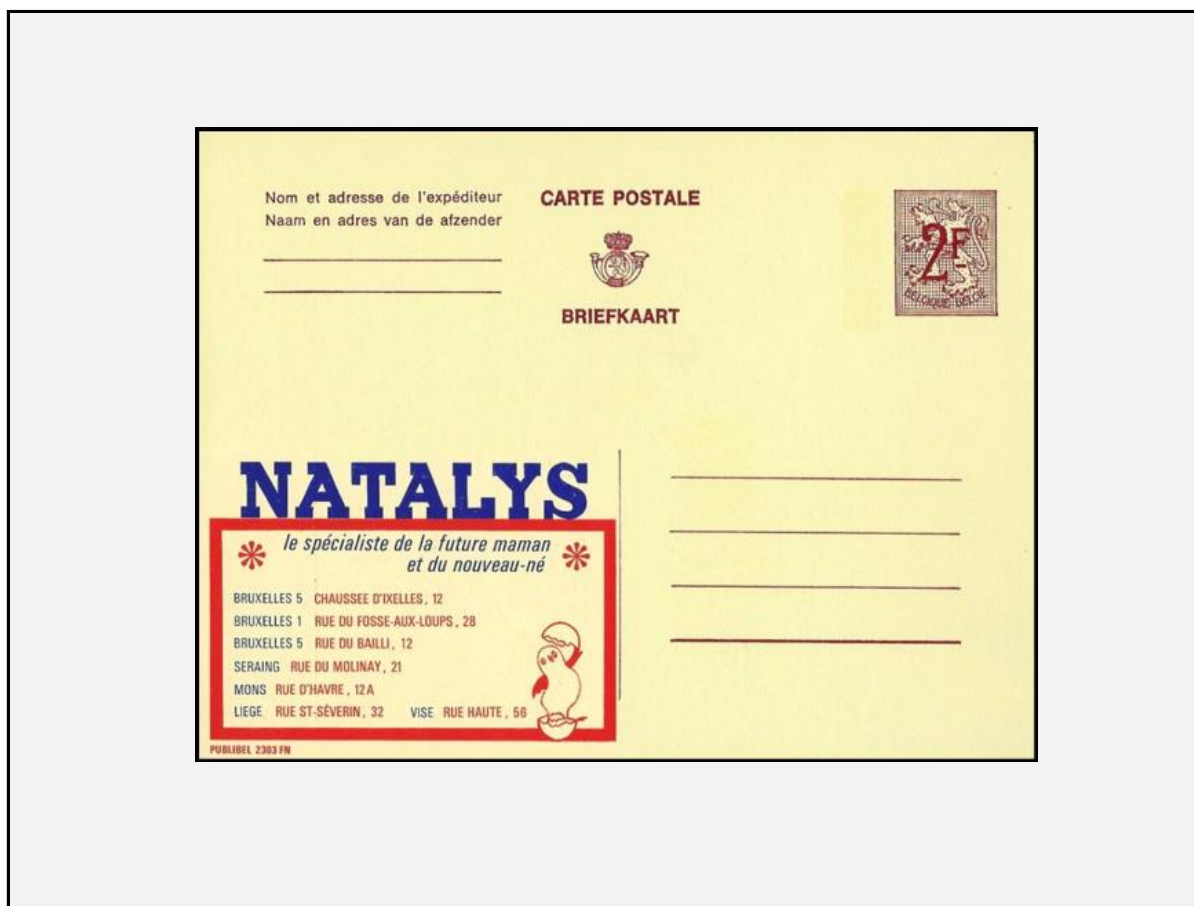 Nom et adresse de l'expéditeur
Naam en adres van de afzender
CARTE POSTALE
BRIEFKAART
2F
BELGIQUE-BELGIE
NATALYS
le spécialiste de la future maman
et du nouveau-né
BRUXELLES 5 CHAUSSEE D'IXELLES, 12
BRUXELLES 1 RUE DU FOSSE-AUX-LOUPS, 28
BRUXELLES 5 RUE DU BAILLI, 12
SERAING RUE DU MOLINAY, 21
MONS RUE D'HAVRE, 12A
LIEGE RUE ST-SÉVERIN, 32 VISE RUE HAUTE, 56
PUBLIBEL 2303 FN